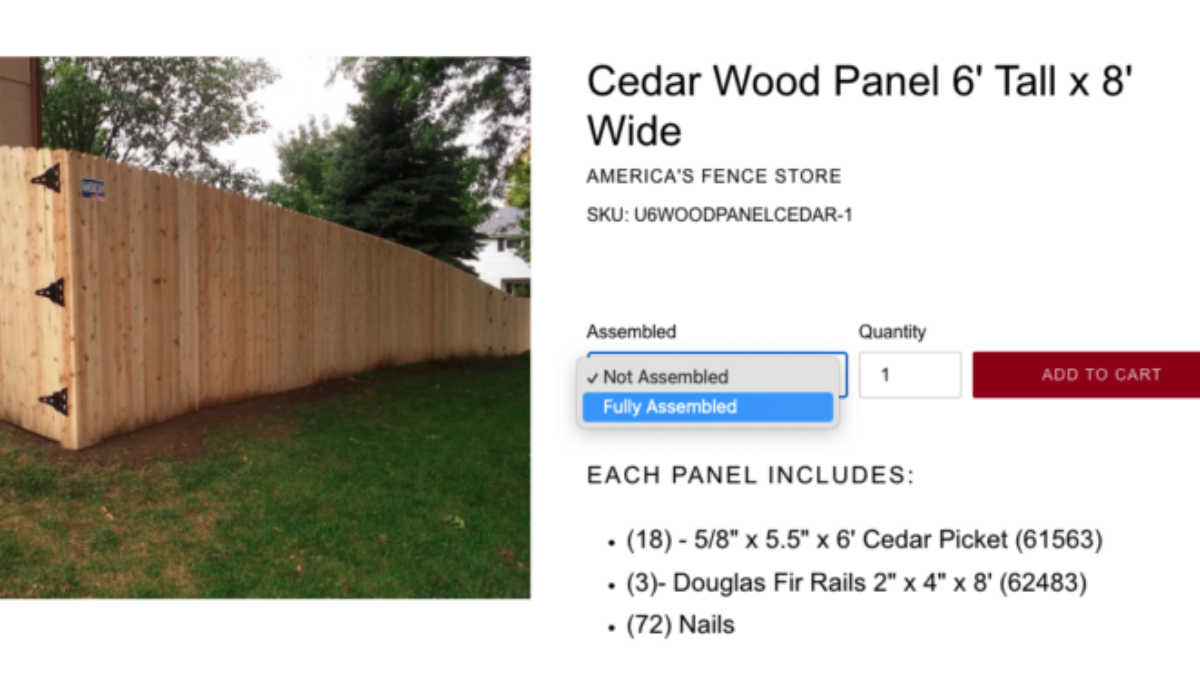 Cedar Wood Panel 6' Tall x 8'
Wide
AMERICA'S FENCE STORE
SKU: U6WOODPANELCEDAR-1
Assembled
Quantity
✓ Not Assembled
Fully Assembled
1
ADD TO CART
EACH PANEL INCLUDES:
• (18) - 5/8" x 5.5" x 6' Cedar Picket (61563)
• (3)- Douglas Fir Rails 2" x 4" x 8' (62483)
• (72) Nails